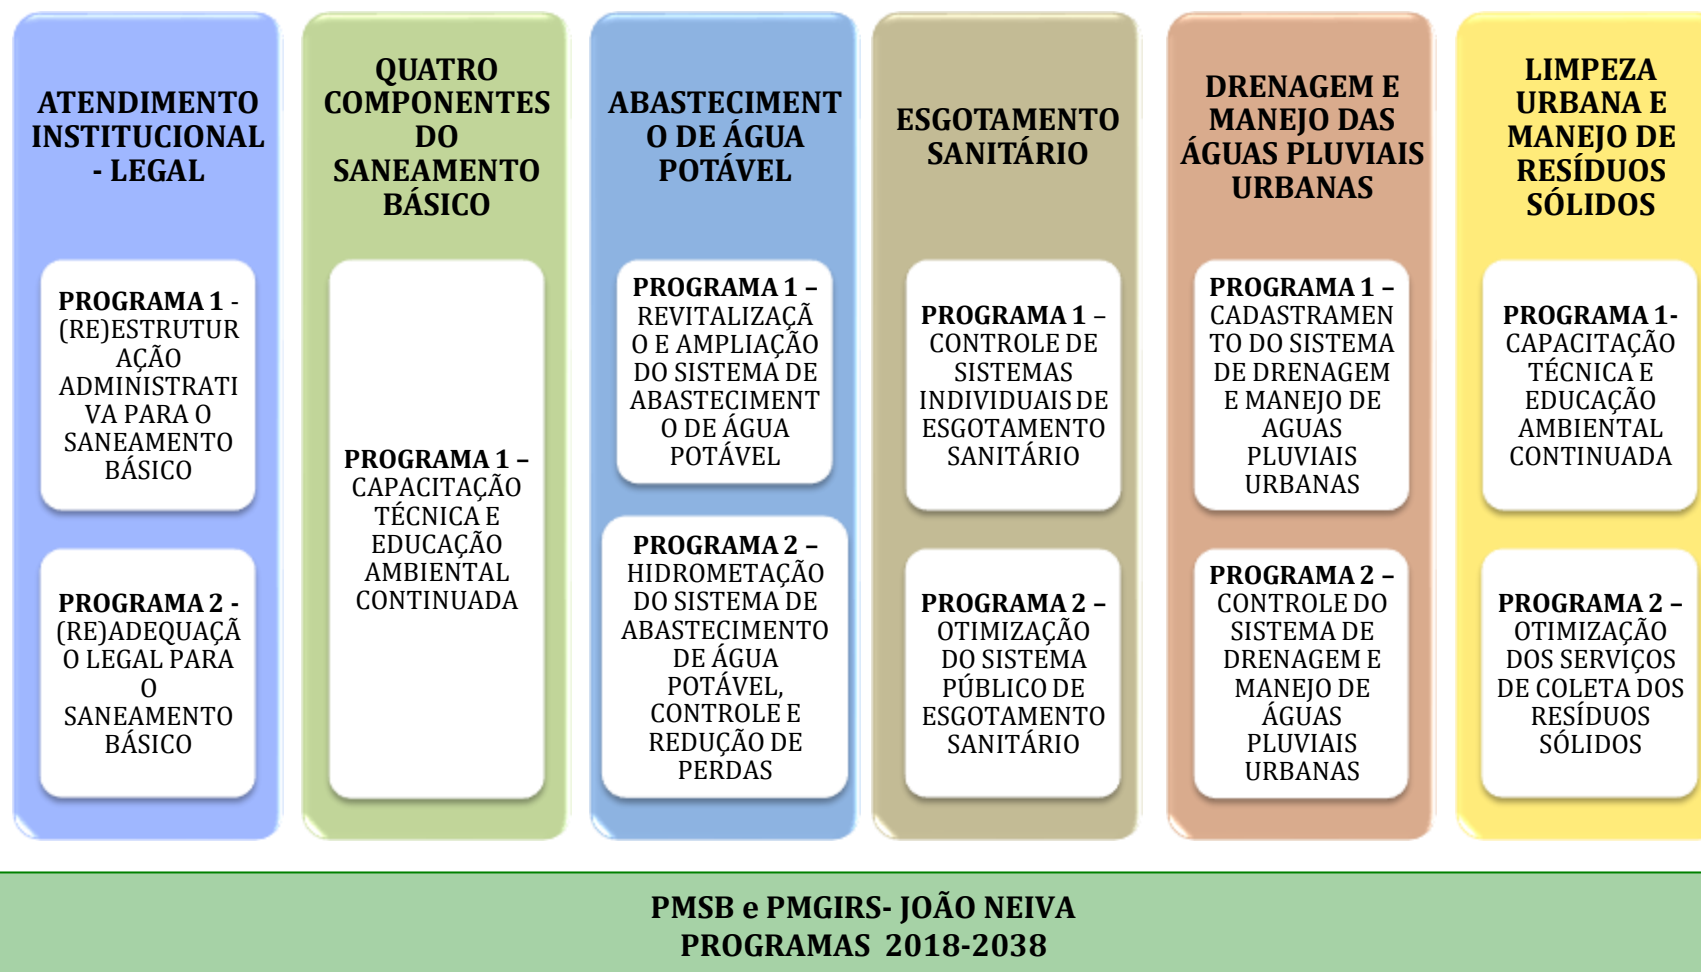 ATENDIMENTO
INSTITUCIONAL
- LEGAL
PROGRAMA 1 -
(RE)ESTRUTUR
AÇÃO
ADMINISTRATI
VA PARA O
SANEAMENTO
BÁSICO
PROGRAMA 2 -
(RE)ADEQUAÇÃ
O LEGAL PARA
O
SANEAMENTO
BÁSICO
QUATRO
COMPONENTES
DO
SANEAMENTO
BÁSICO
PROGRAMA 1 –
CAPACITAÇÃO
TÉCNICA E
EDUCAÇÃO
AMBIENTAL
CONTINUADA
ABASTECIMENT
O DE ÁGUA
POTÁVEL
PROGRAMA 1 –
REVITALIZAÇÃ
O E AMPLIAÇÃO
DO SISTEMA DE
ABASTECIMENT
O DE ÁGUA
POTÁVEL
PROGRAMA 2 –
HIDROMETAÇÃO
DO SISTEMA DE
ABASTECIMENTO
DE ÁGUA
POTÁVEL,
CONTROLE E
REDUÇÃO DE
PERDAS
ESGOTAMENTO
SANITÁRIO
PROGRAMA 1 –
CONTROLE DE
SISTEMAS
INDIVIDUAIS DE
ESGOTAMENTO
SANITÁRIO
PROGRAMA 2 –
OTIMIZAÇÃO
DO SISTEMA
PÚBLICO DE
ESGOTAMENTO
SANITÁRIO
DRENAGEM E
MANEJO DAS
ÁGUAS PLUVIAIS
URBANAS
PROGRAMA 1 –
CADASTRAMEN
TO DO SISTEMA
DE DRENAGEM
E MANEJO DE
AGUAS
PLUVIAIS
URBANAS
PROGRAMA 2 –
CONTROLE DO
SISTEMA DE
DRENAGEM E
MANEJO DE
ÁGUAS
PLUVIAIS
URBANAS
LIMPEZA
URBANA E
MANEJO DE
RESÍDUOS
SÓLIDOS
PROGRAMA 1-
CAPACITAÇÃO
TÉCNICA E
EDUCAÇÃO
AMBIENTAL
CONTINUADA
PROGRAMA 2 –
OTIMIZAÇÃO
DOS SERVIÇOS
DE COLETA DOS
RESÍDUOS
SÓLIDOS
PMSB e PMGIRS- JOÃO NEIVA
PROGRAMAS 2018-2038